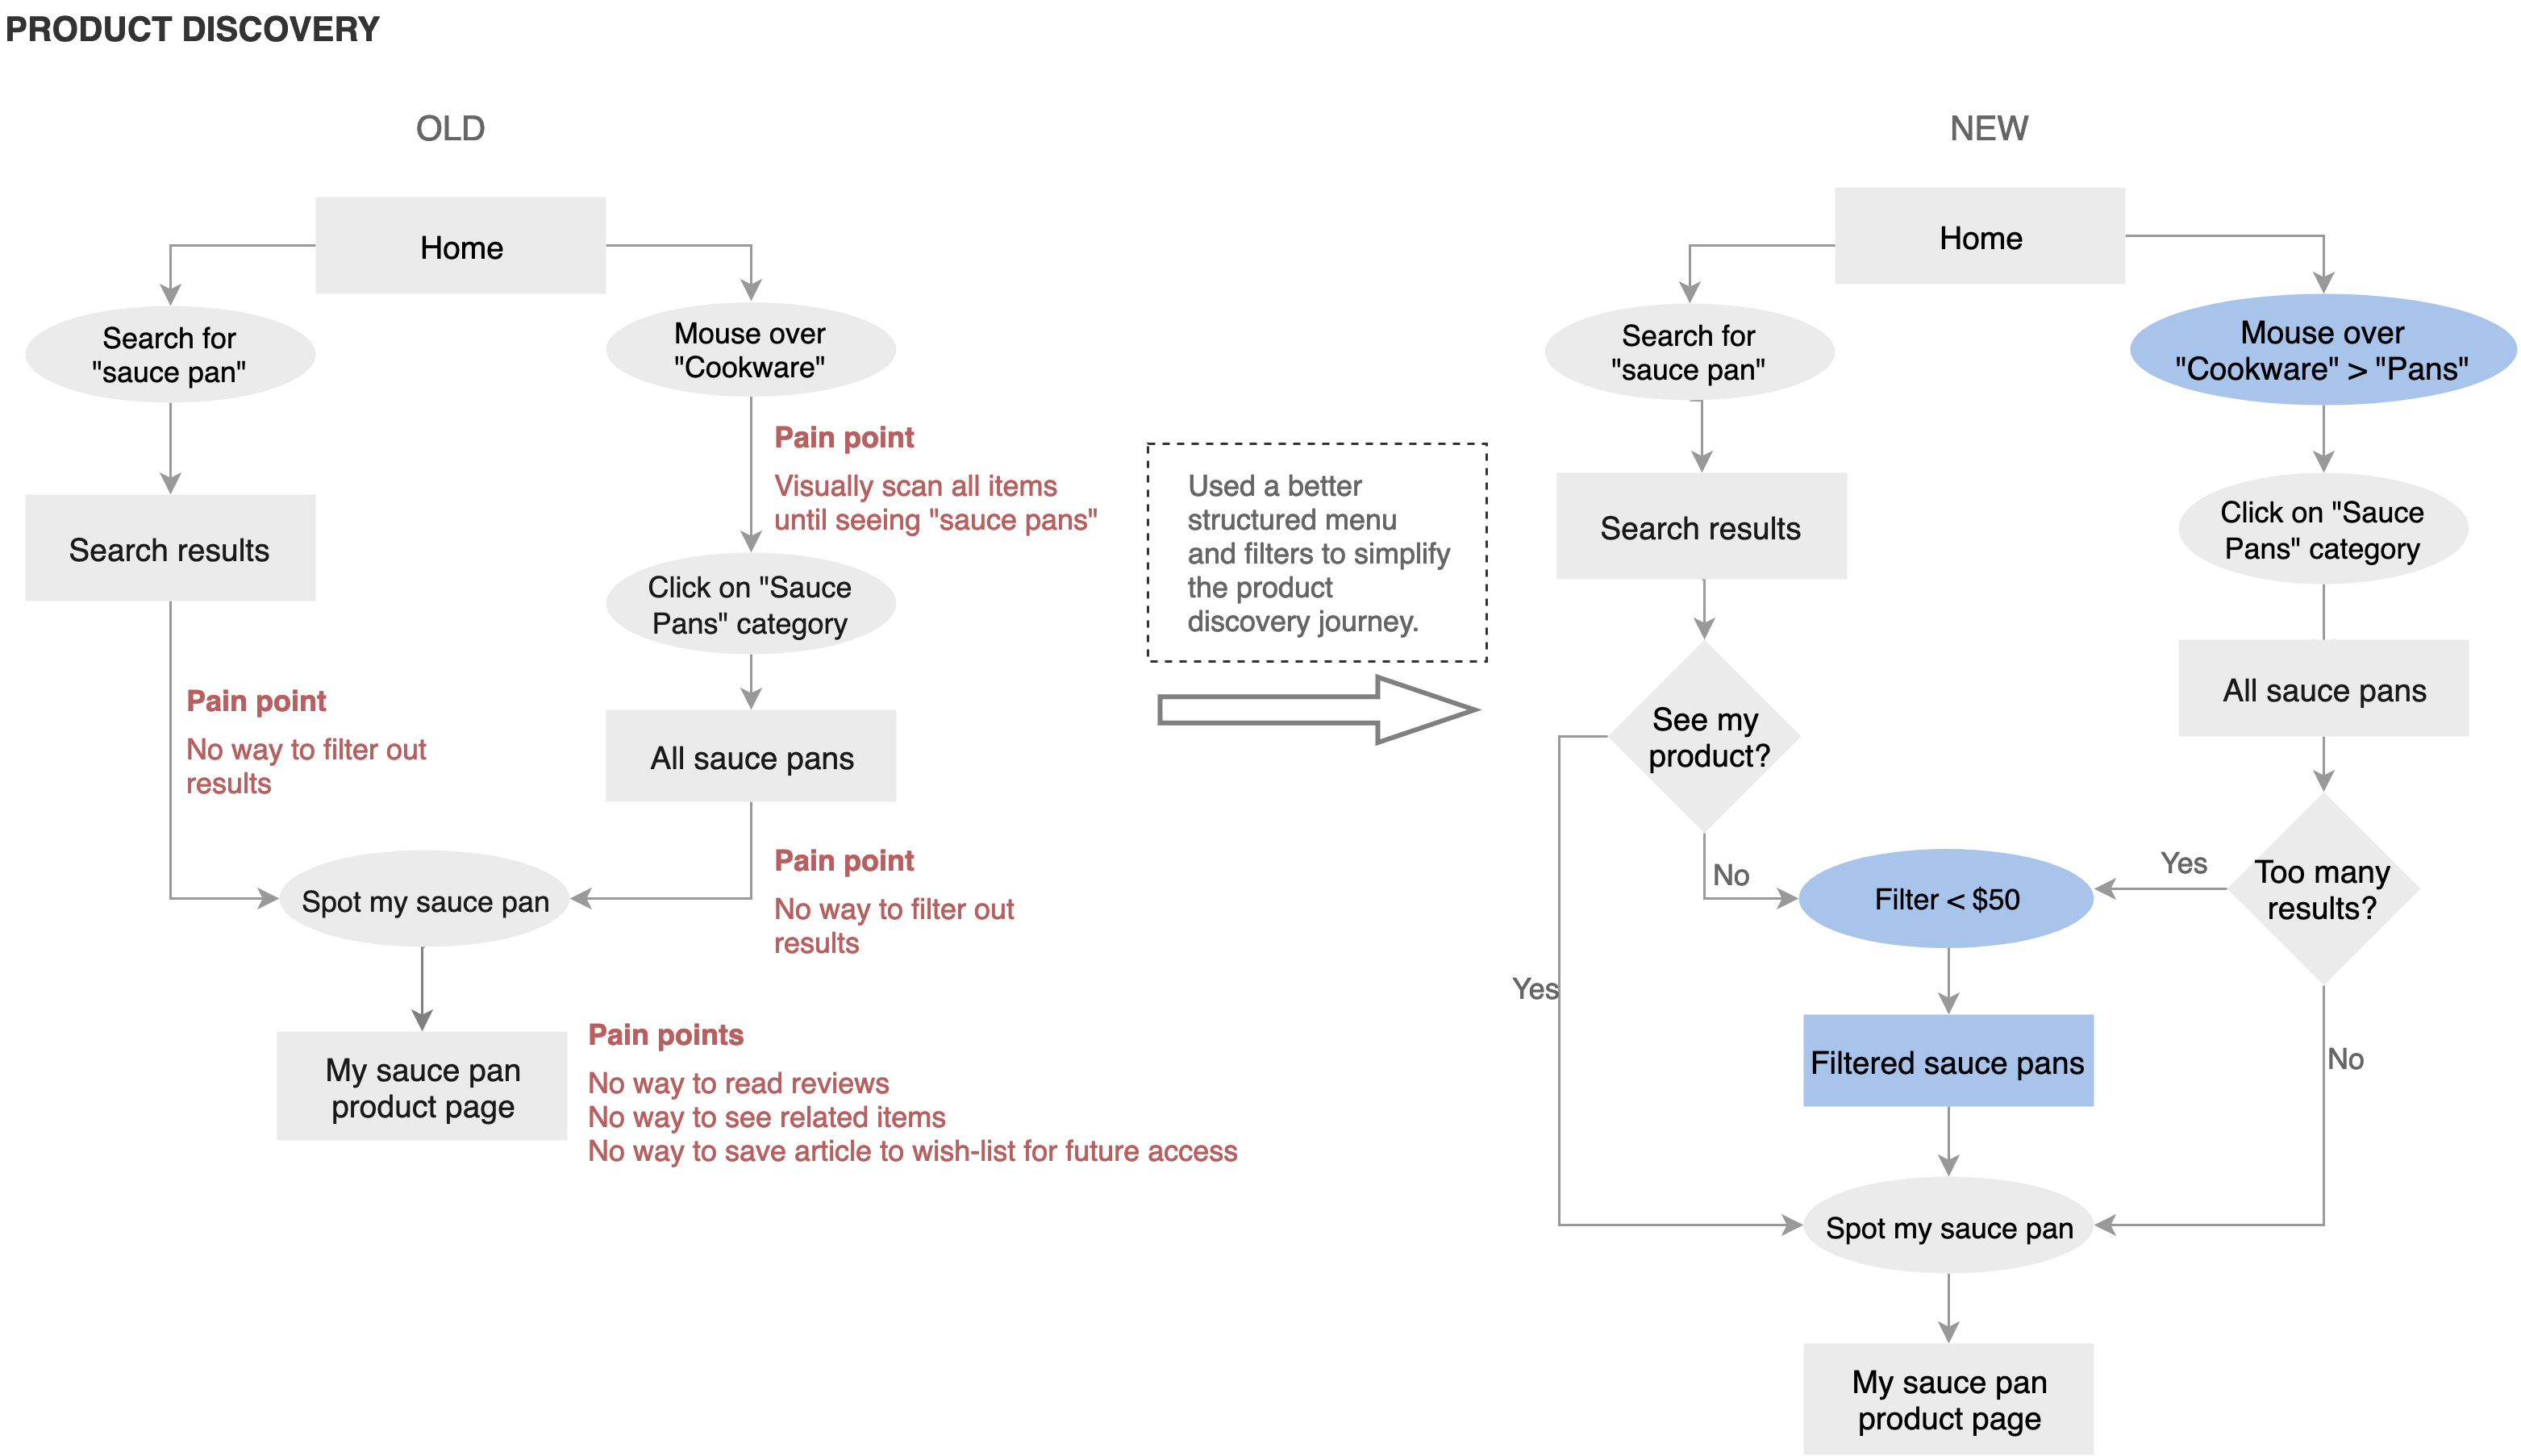 PRODUCT DISCOVERY
OLD
Home
Search for
"sauce pan"
Mouse over
"Cookware"
Pain point
Visually scan all items
until seeing "sauce pans"
Search results
Click on "Sauce
Pans" category
Pain point
No way to filter out
results
All sauce pans
Pain point
No way to filter out
results
Spot my sauce pan
My sauce pan
product page
Pain points
No way to read reviews
No way to see related items
No way to save article to wish-list for future access
Used a better
structured menu
and filters to simplify
the product
discovery journey.
NEW
Home
Search for
"sauce pan"
Mouse over
"Cookware" > "Pans"
Search results
Click on "Sauce
Pans" category
See my
product?
All sauce pans
No
Filter < $50
Yes
Too many
results?
Yes
Filtered sauce pans
No
Spot my sauce pan
My sauce pan
product page